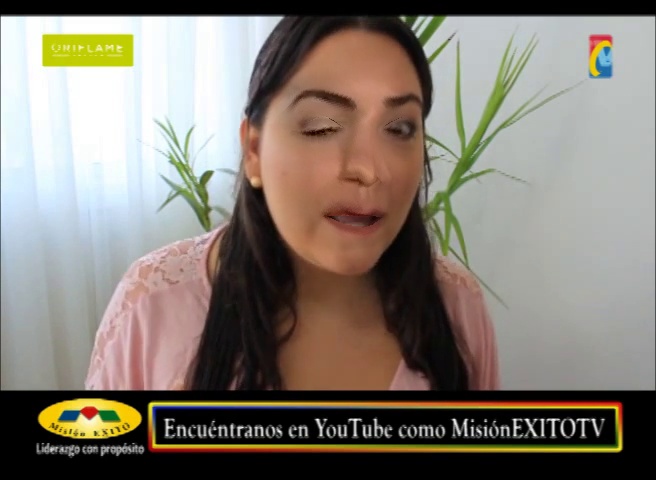 ORIFLAME
Misión EXITO
Liderazgo con propósito
Encuéntranos en YouTube como MisiónEXITOTV